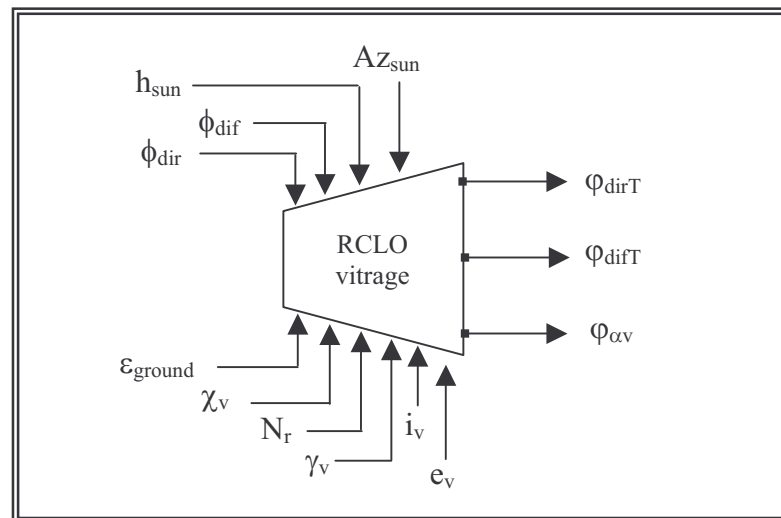 Az_sun
h_sun
ϕ_dif
ϕ_dir
φ_dirT
RCLO
vitrage
φ_difT
φ_αv
ε_ground
χ_v
N_r
i_v
γ_v
e_v